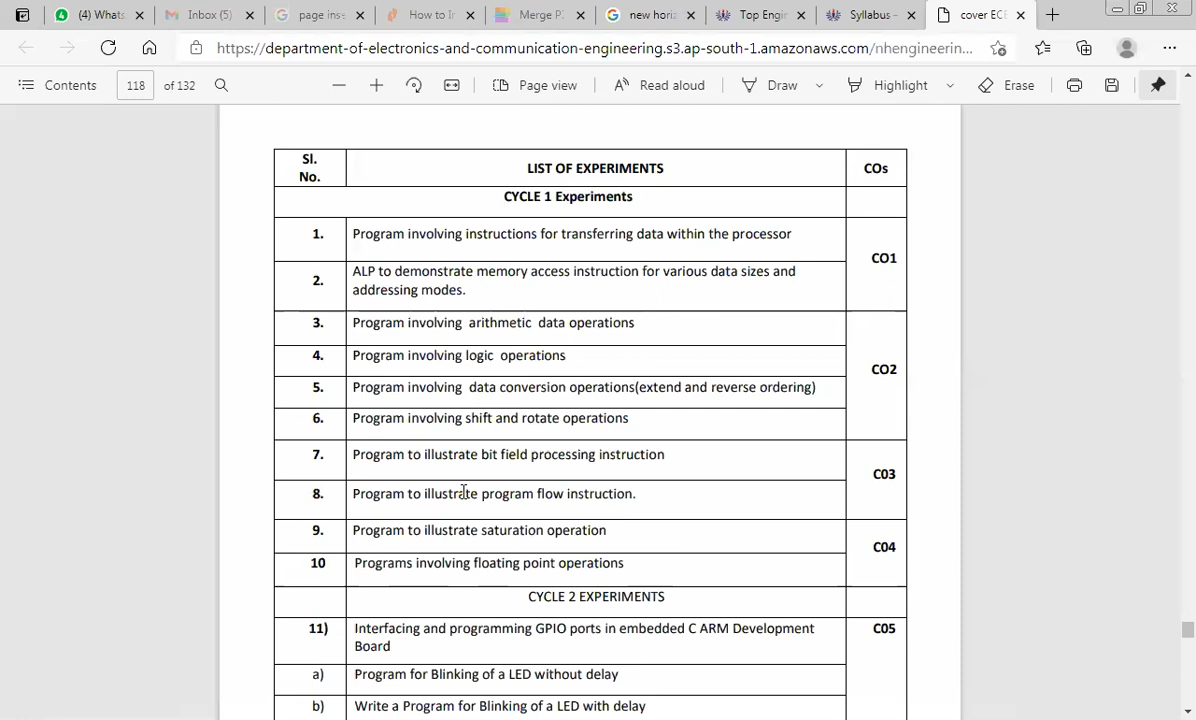 (4) Whats
Inbox (5)
page ins
How to Ir
Merge P
new hori
Top Engir
Syllabus –
cover ECE
https://department-of-electronics-and-communication-engineering.s3.ap-south-1.amazonaws.com/nhengineerin...
Contents 118 of 132 Page view Read aloud Draw Highlight Erase
Sl. No. LIST OF EXPERIMENTS COs
CYCLE 1 Experiments
1. Program involving instructions for transferring data within the processor
CO1
2. ALP to demonstrate memory access instruction for various data sizes and
addressing modes.
3. Program involving arithmetic data operations
4. Program involving logic operations
CO2
5. Program involving data conversion operations(extend and reverse ordering)
6. Program involving shift and rotate operations
7. Program to illustrate bit field processing instruction
C03
8. Program to illustrate program flow instruction.
9. Program to illustrate saturation operation
C04
10 Programs involving floating point operations
CYCLE 2 EXPERIMENTS
11) Interfacing and programming GPIO ports in embedded C ARM Development C05
Board
a) Program for Blinking of a LED without delay
b) Write a Program for Blinking of a LED with delay